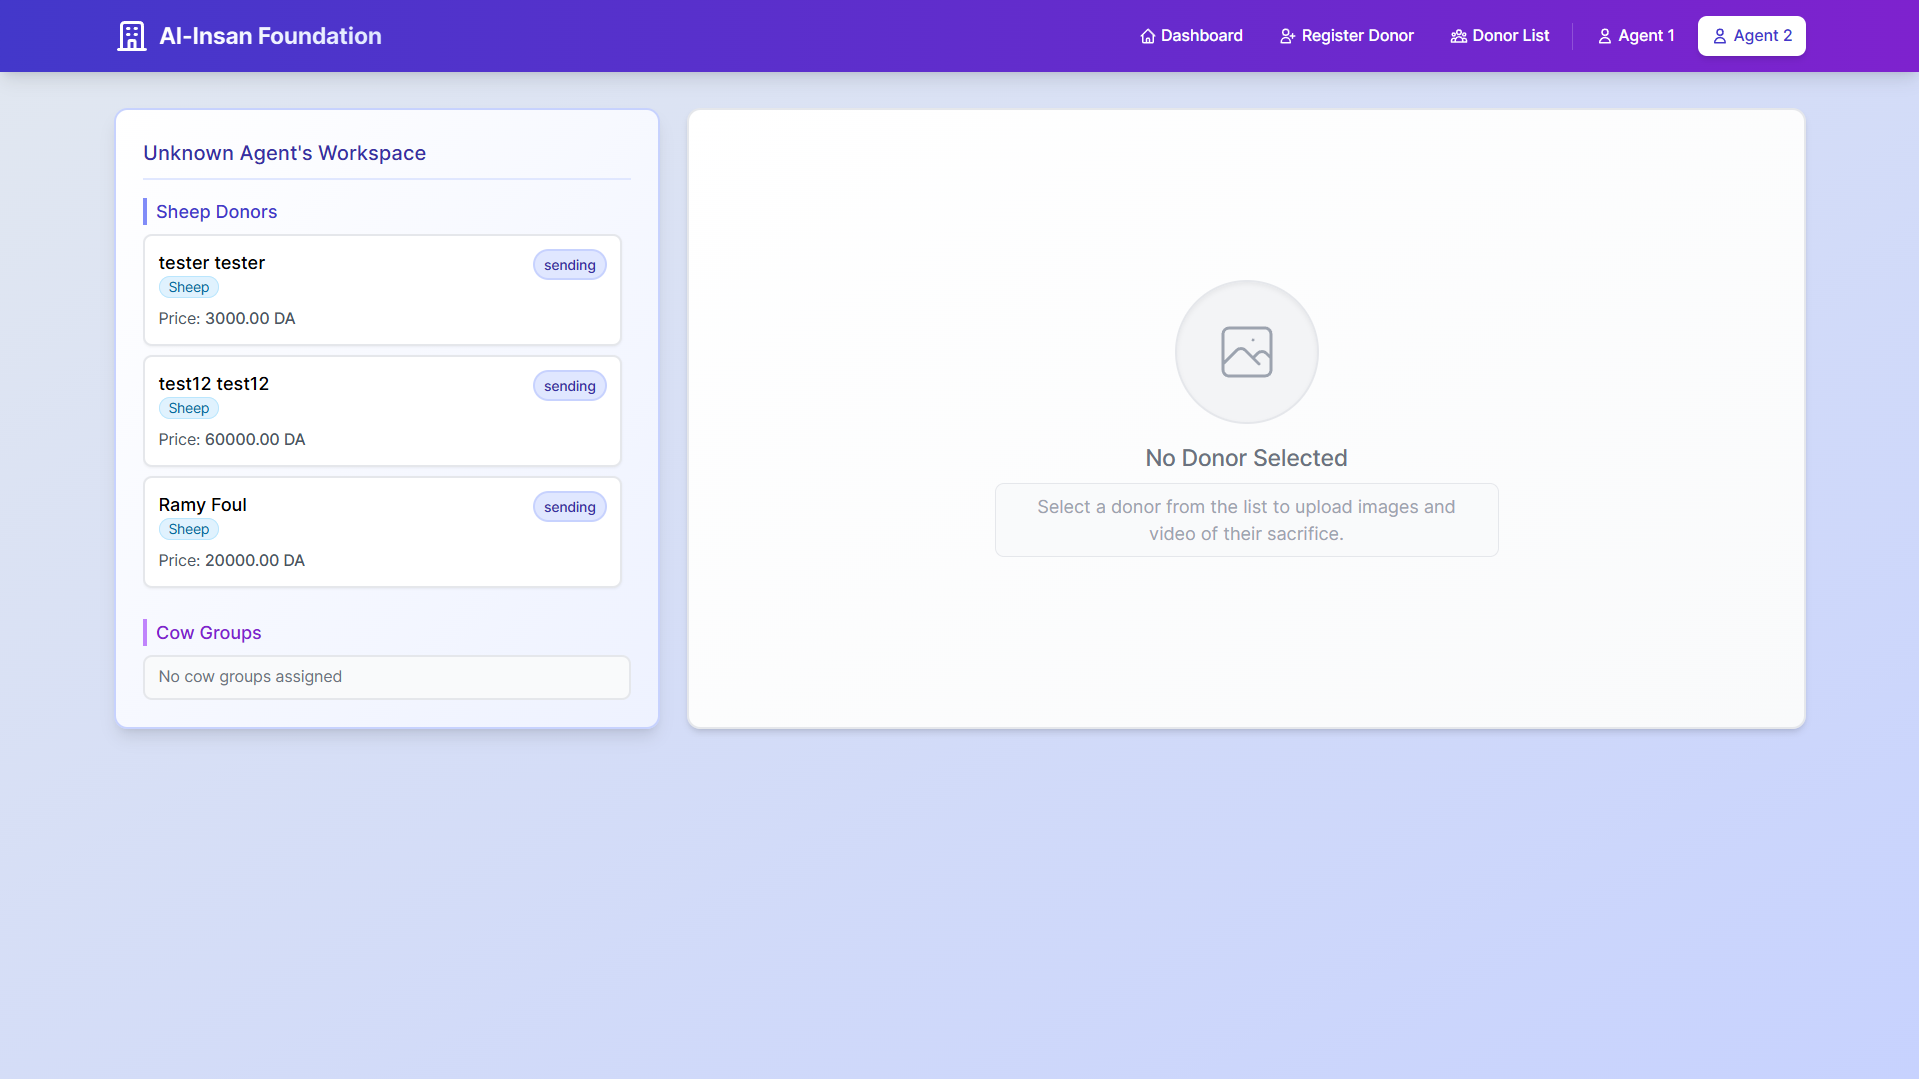 Al-Insan Foundation
Dashboard
Register Donor
Donor List
Agent 1
Agent 2
Unknown Agent's Workspace
Sheep Donors
tester tester
sending
Sheep
Price: 3000.00 DA
test12 test12
sending
Sheep
Price: 60000.00 DA
Ramy Foul
sending
Sheep
Price: 20000.00 DA
Cow Groups
No cow groups assigned
No Donor Selected
Select a donor from the list to upload images and
video of their sacrifice.